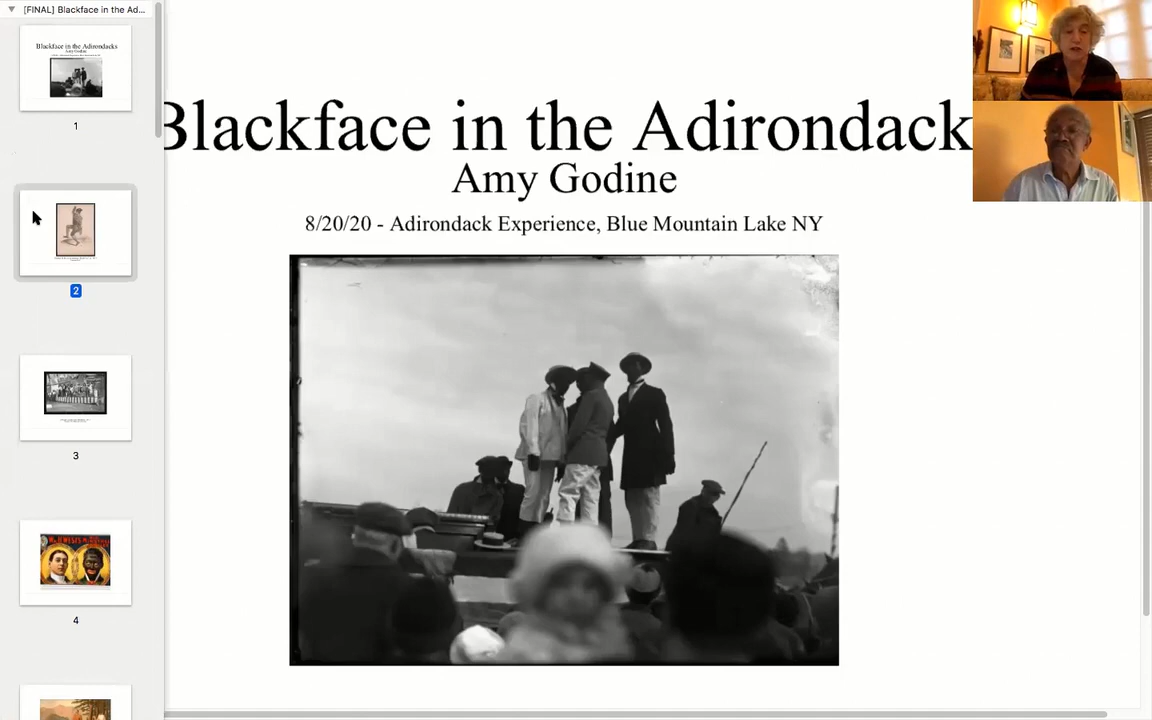 [FINAL] Blackface in the Ad...
Blackface in the Adirondacks
Amy Godine
1
2
3
4
Blackface in the Adirondack
Amy Godine
8/20/20 - Adirondack Experience, Blue Mountain Lake NY